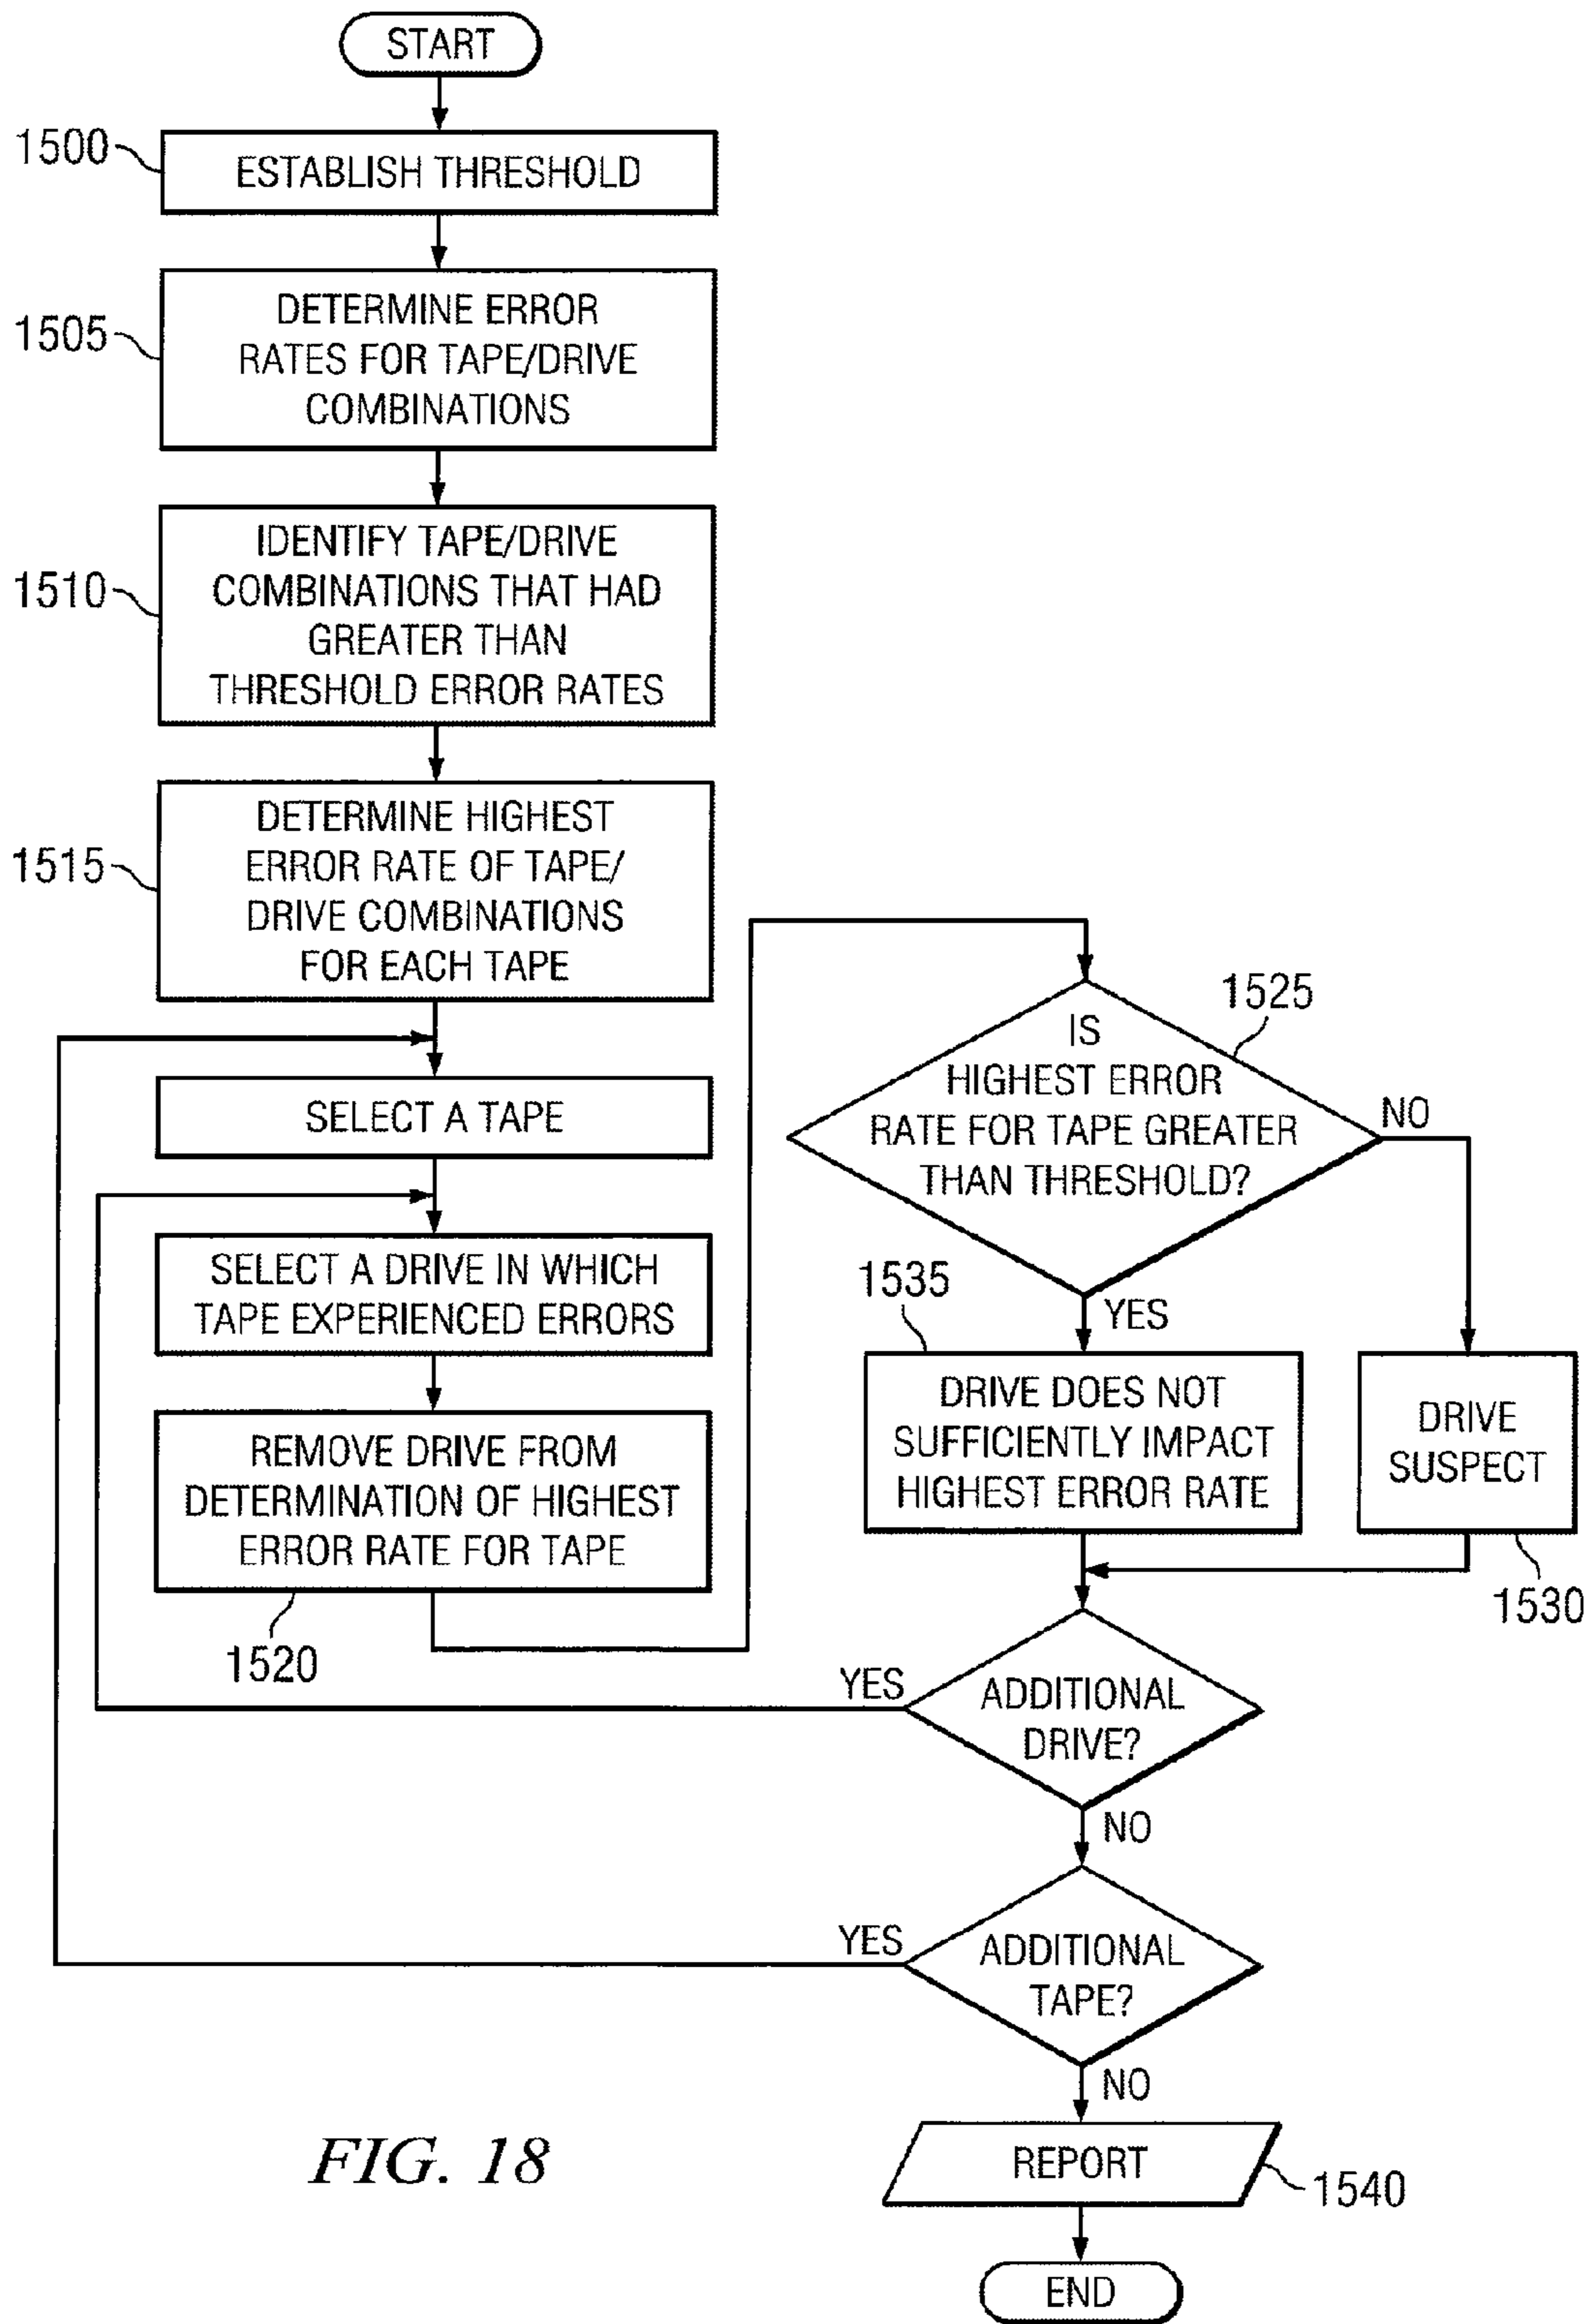 START
1500
ESTABLISH THRESHOLD
1505
DETERMINE ERROR
RATES FOR TAPE/DRIVE
COMBINATIONS
1510
IDENTIFY TAPE/DRIVE
COMBINATIONS THAT HAD
GREATER THAN
THRESHOLD ERROR RATES
1515
DETERMINE HIGHEST
ERROR RATE OF TAPE/
DRIVE COMBINATIONS
FOR EACH TAPE
SELECT A TAPE
SELECT A DRIVE IN WHICH
TAPE EXPERIENCED ERRORS
REMOVE DRIVE FROM
DETERMINATION OF HIGHEST
ERROR RATE FOR TAPE
1520
1525
IS
HIGHEST ERROR
RATE FOR TAPE GREATER
THAN THRESHOLD?
NO
YES
1535
DRIVE DOES NOT
SUFFICIENTLY IMPACT
HIGHEST ERROR RATE
DRIVE
SUSPECT
1530
YES
ADDITIONAL
DRIVE?
NO
YES
ADDITIONAL
TAPE?
NO
REPORT
1540
END
FIG. 18